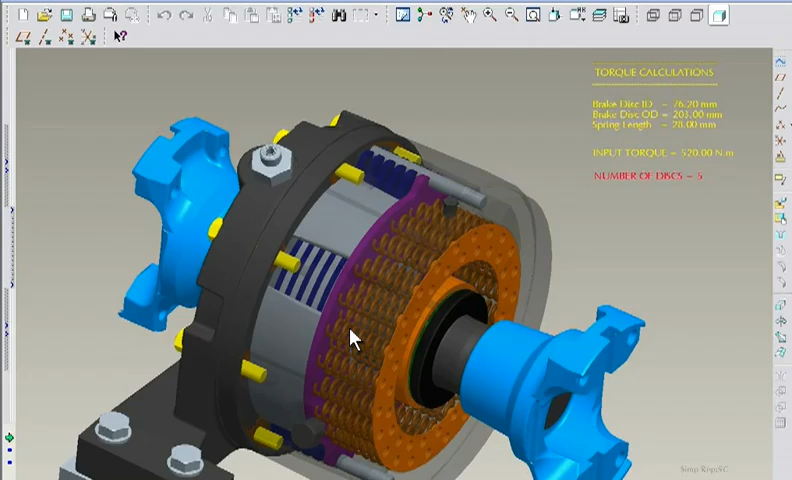 TORQUE CALCULATIONS
Brake Disc ID = 76.20 mm
Brake Disc OD = 203.00 mm
Spring Length = 28.00 mm
INPUT TORQUE = 520.00 N.m
NUMBER OF DISCS = 5